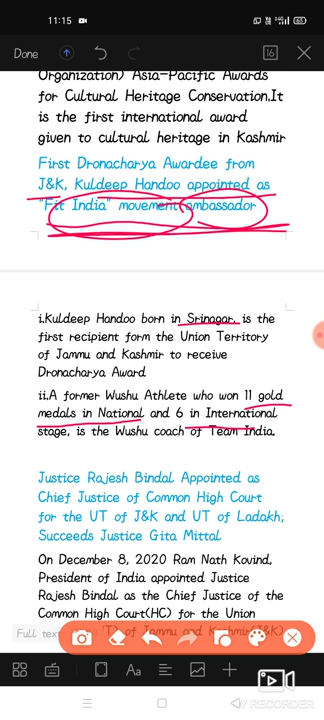 11:15
63
Done
16
Organization) Asia-Pacific Awards
for Cultural Heritage Conservation.It
is the first international award
given to cultural heritage in Kashmir
First Dronacharya Awardee from
J&K, Kuldeep Handoo appointed as
"Fit India" movement ambassador
i.Kuldeep Handoo born in Srinagar, is the
first recipient form the Union Territory
of Jammu and Kashmir to receive
Dronacharya Award
ii.A former Wushu Athlete who won 11 gold
medals in National and 6 in International
stage, is the Wushu coach of Team India.
Justice Rajesh Bindal Appointed as
Chief Justice of Common High Court
for the UT of J&K and UT of Ladakh;
Succeeds Justice Gita Mittal
On December 8, 2020 Ram Nath Kovind,
President of India appointed Justice
Rajesh Bindal as the Chief Justice of the
Common High Court(HC) for the Union
T) of Jammu and Kashmir(J&K)
Full text
Aa
RECORDER